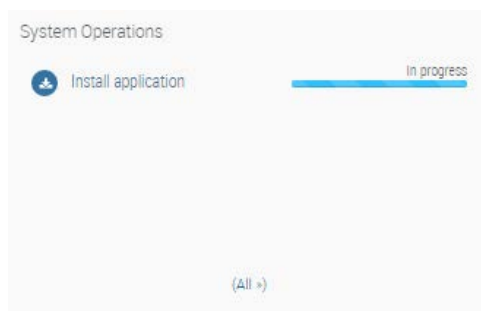 System Operations
Install application
In progress
(All »)